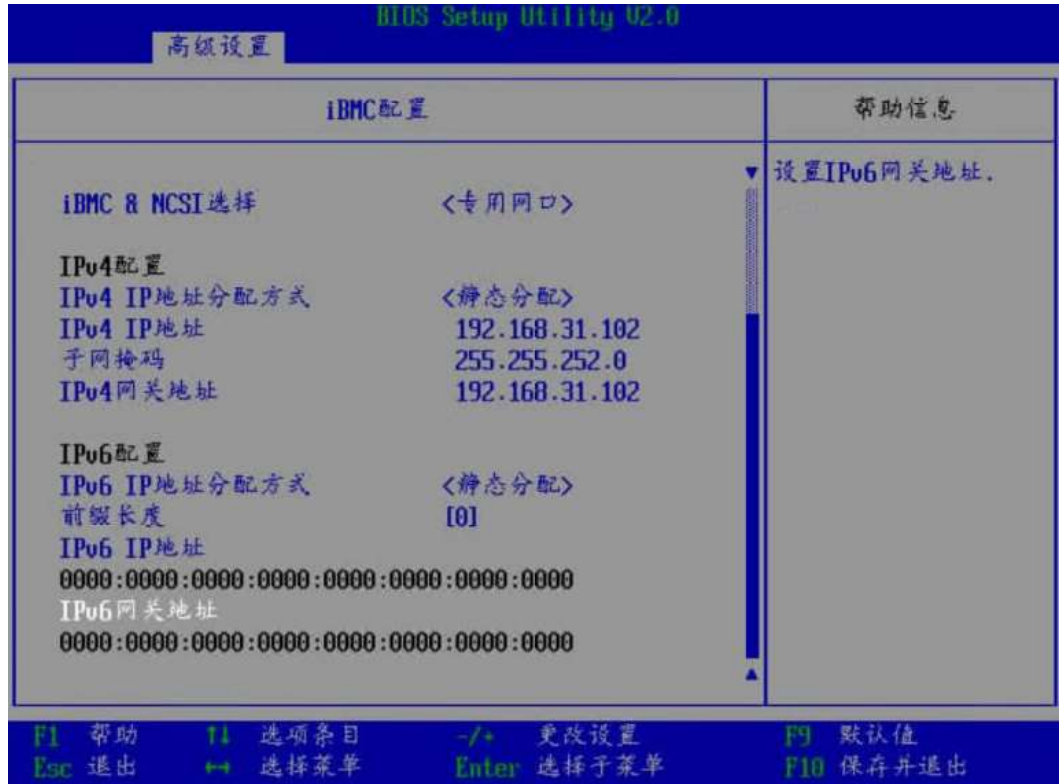 BIOS Setup Utility V2.0
高级设置
iBMC配置
帮助信息
iBMC & NCSI选择 <专用网口>
设置IPv6网关地址.
IPv4配置
IPv4 IP地址分配方式 <静态分配>
IPv4 IP地址 192.168.31.102
子网掩码 255.255.252.0
IPv4网关地址 192.168.31.102
IPv6配置
IPv6 IP地址分配方式 <静态分配>
前缀长度 [0]
IPv6 IP地址
0000:0000:0000:0000:0000:0000:0000:0000
IPv6网关地址
0000:0000:0000:0000:0000:0000:0000:0000
F1 帮助 ↑↓ 选项条目 -/+ 更改设置 F9 默认值
Esc 退出 ←→ 选择菜单 Enter 选择子菜单 F10 保存并退出